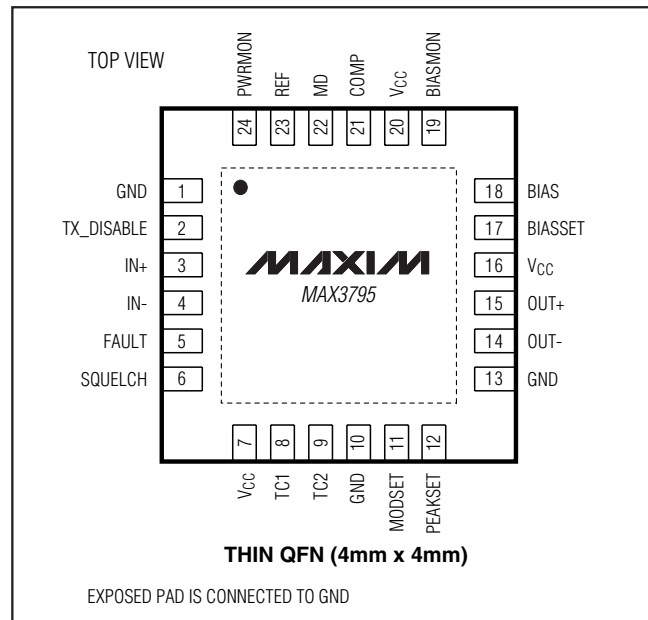 TOP VIEW
PWRMON REF MD COMP VCC BIASMON
24 23 22 21 20 19
GND 1
TX_DISABLE 2
IN+ 3
IN- 4
FAULT 5
SQUELCH 6
18 BIAS
17 BIASSET
16 VCC
15 OUT+
14 OUT-
13 GND
MAXIM
MAX3795
7 8 9 10 11 12
VCC TC1 TC2 GND MODSET PEAKSET
THIN QFN (4mm x 4mm)
EXPOSED PAD IS CONNECTED TO GND